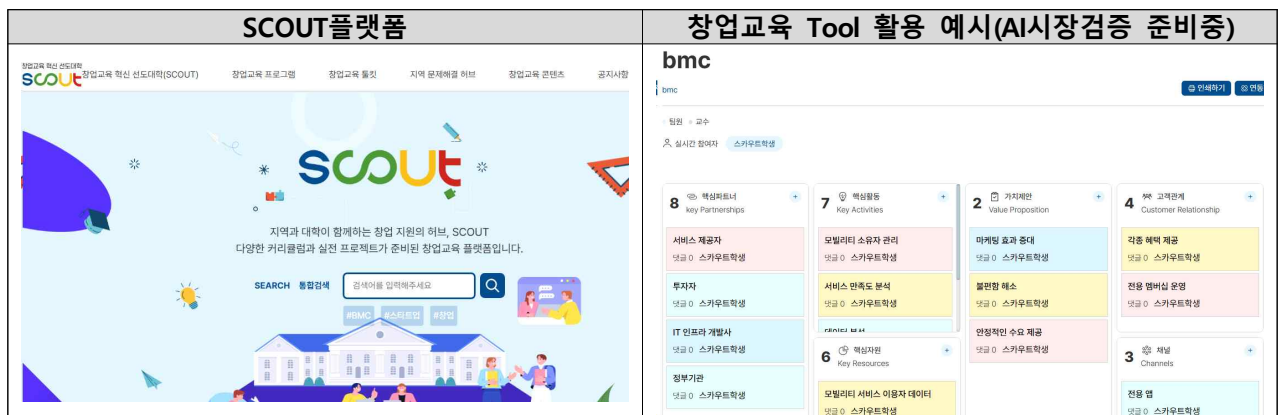 SCOUT플랫폼
창업교육 Tool 활용 예시(AI시장검증 준비중)
창업교육 혁신 선도대학
SCOUT
창업교육 혁신 선도대학(SCOUT)
창업교육 프로그램
창업교육 툴킷
지역 문제해결 허브
창업교육 콘텐츠
공지사항
scout
지역과 대학이 함께하는 창업 지원의 허브, SCOUT
다양한 커리큘럼과 실전 프로젝트가 준비된 창업교육 플랫폼입니다.
SEARCH 통합검색 검색어를 입력해주세요
#BMC #스타트업 #창업
bmc
bmc
인쇄하기
연동
팀원 교수
실시간 참여자 스카우트학생
8 핵심파트너 +
key Partnerships
서비스 제공자
댓글 0 스카우트학생
투자자
댓글 0 스카우트학생
IT 인프라 개발사
댓글 0 스카우트학생
정부기관
댓글 0 스카우트학생
7 핵심활동 +
Key Activities
모빌리티 소유자 관리
댓글 0 스카우트학생
서비스 만족도 분석
댓글 0 스카우트학생
데이터 분석
6 핵심자원 +
Key Resources
모빌리티 서비스 이용자 데이터
댓글 0 스카우트학생
2 가치제안 +
Value Proposition
마케팅 효과 증대
댓글 0 스카우트학생
불편함 해소
댓글 0 스카우트학생
안정적인 수요 제공
댓글 0 스카우트학생
4 고객관계 +
Customer Relationship
각종 혜택 제공
댓글 0 스카우트학생
전용 멤버십 운영
댓글 0 스카우트학생
3 채널 +
Channels
전용 앱
댓글 0 스카우트학생